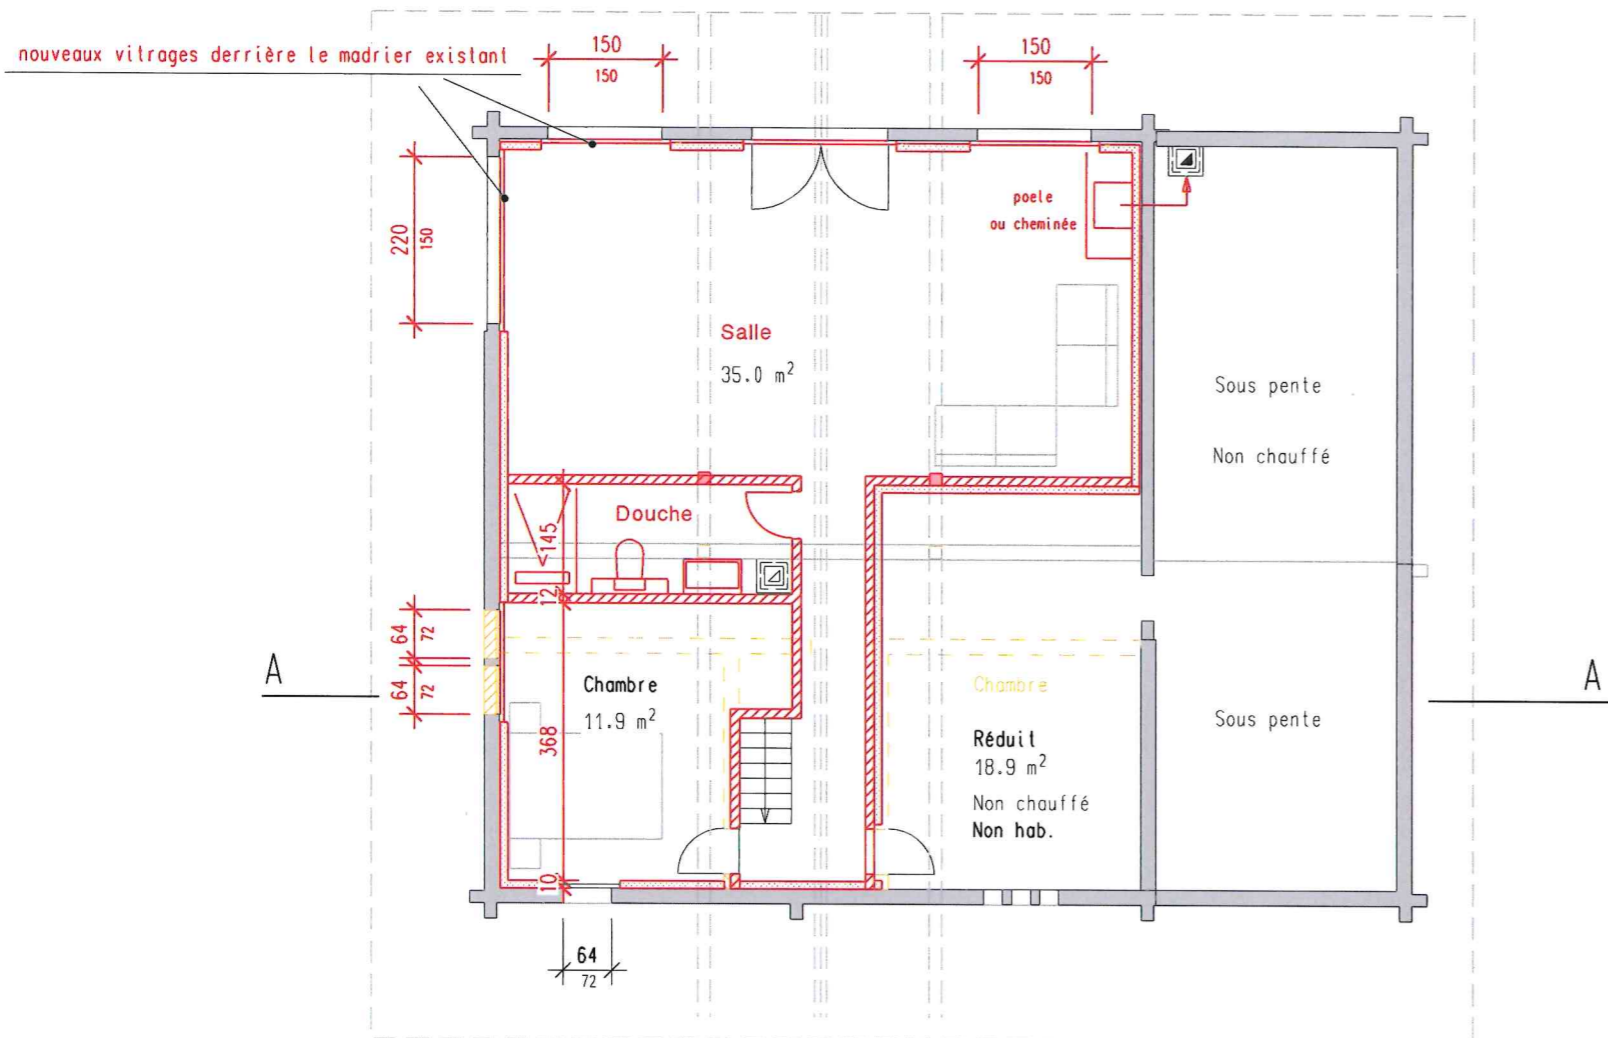 nouveaux vitrages derrière le madrier existant
150
150
150
150
220
150
poele
ou cheminée
Salle
35.0 m²
Sous pente
Non chauffé
Douche
<145
12
64
72
64
72
A
A
Chambre
11.9 m²
368
Chambre
Réduit
18.9 m²
Non chauffé
Non hab.
Sous pente
10
64
72